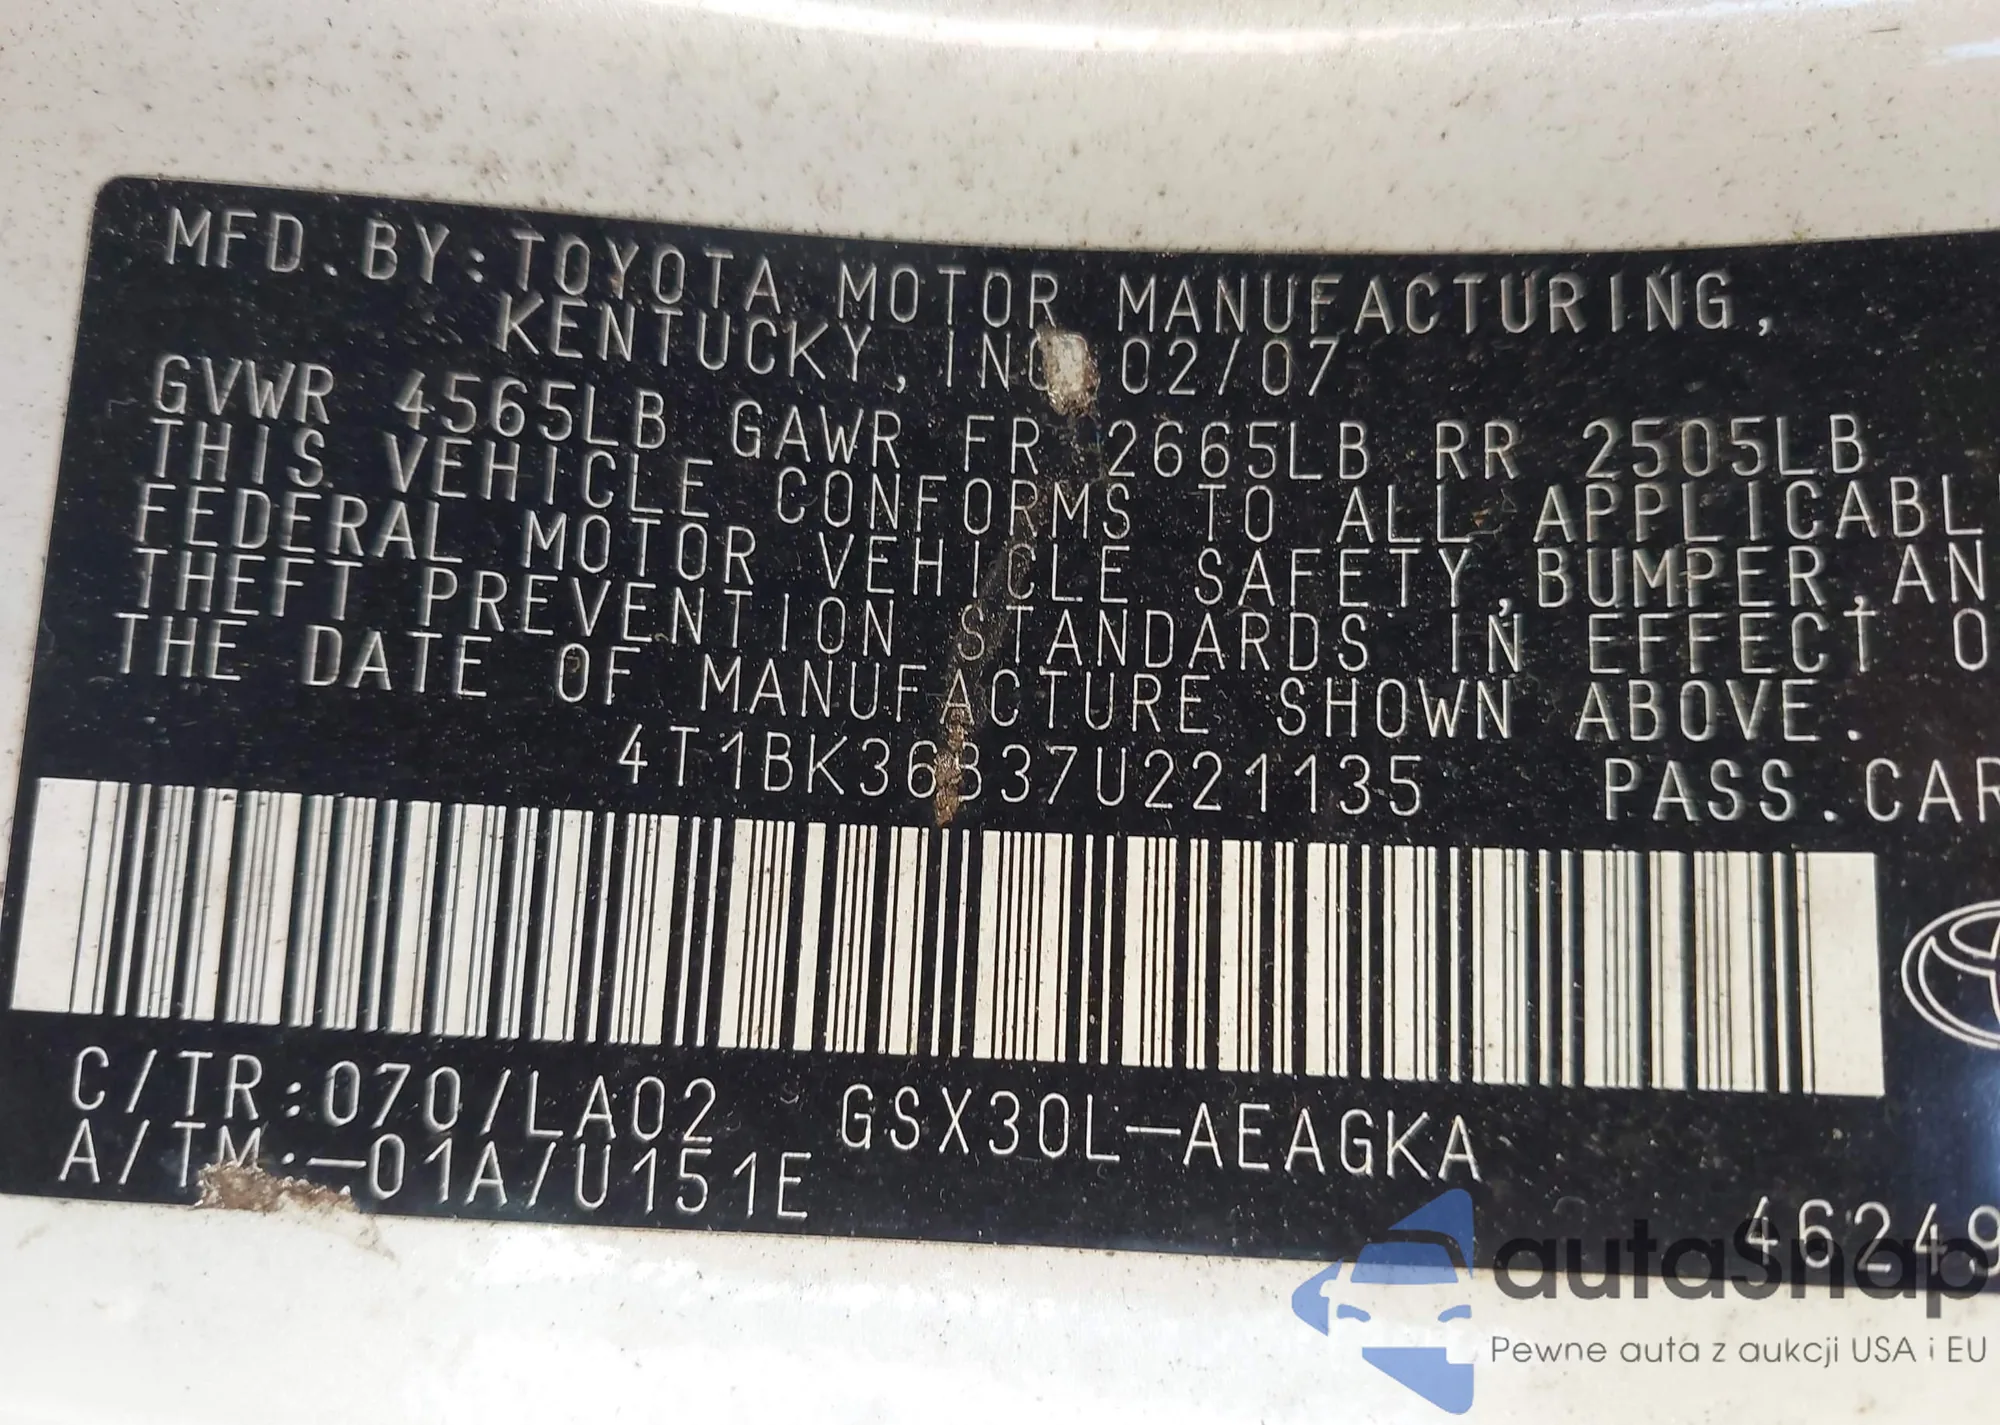 MFD.BY:TOYOTA MOTOR MANUFACTURING,
KENTUCKY, INC 02/07
GVWR 4565LB GAWR FR 2665LB RR 2505LB
THIS VEHICLE CONFORMS TO ALL APPLICABL
FEDERAL MOTOR VEHICLE SAFETY,BUMPER,AN
THEFT PREVENTION STANDARDS IN EFFECT O
THE DATE OF MANUFACTURE SHOWN ABOVE.
4T1BK36B37U221135 PASS.CAR
C/TR:070/LA02 GSX30L-AEAGKA
A/TM:-01A/U151E
46249
autaSnap
Pewne auta z aukcji USA i EU